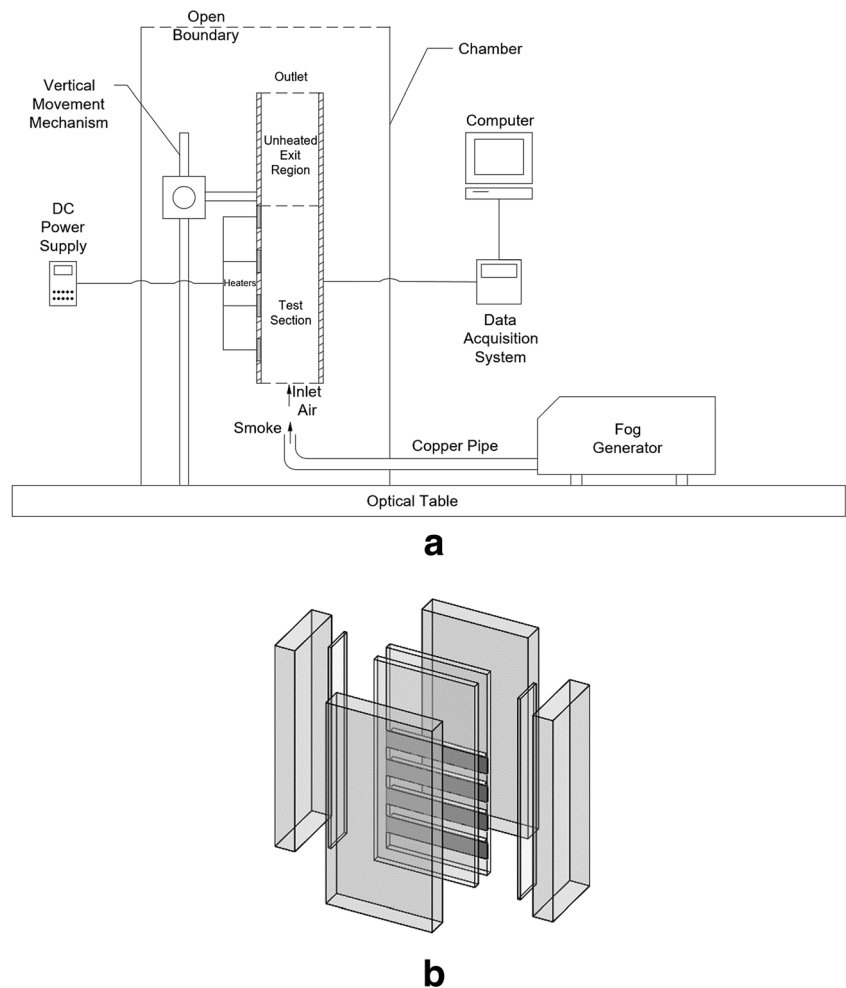 Open
Boundary
Outlet
Chamber
Vertical
Movement
Mechanism
Computer
Unheated
Exit
Region
DC
Power
Supply
Heaters
Test
Section
Data
Acquisition
System
Inlet
Air
Smoke
Copper Pipe
Fog
Generator
Optical Table
a
b